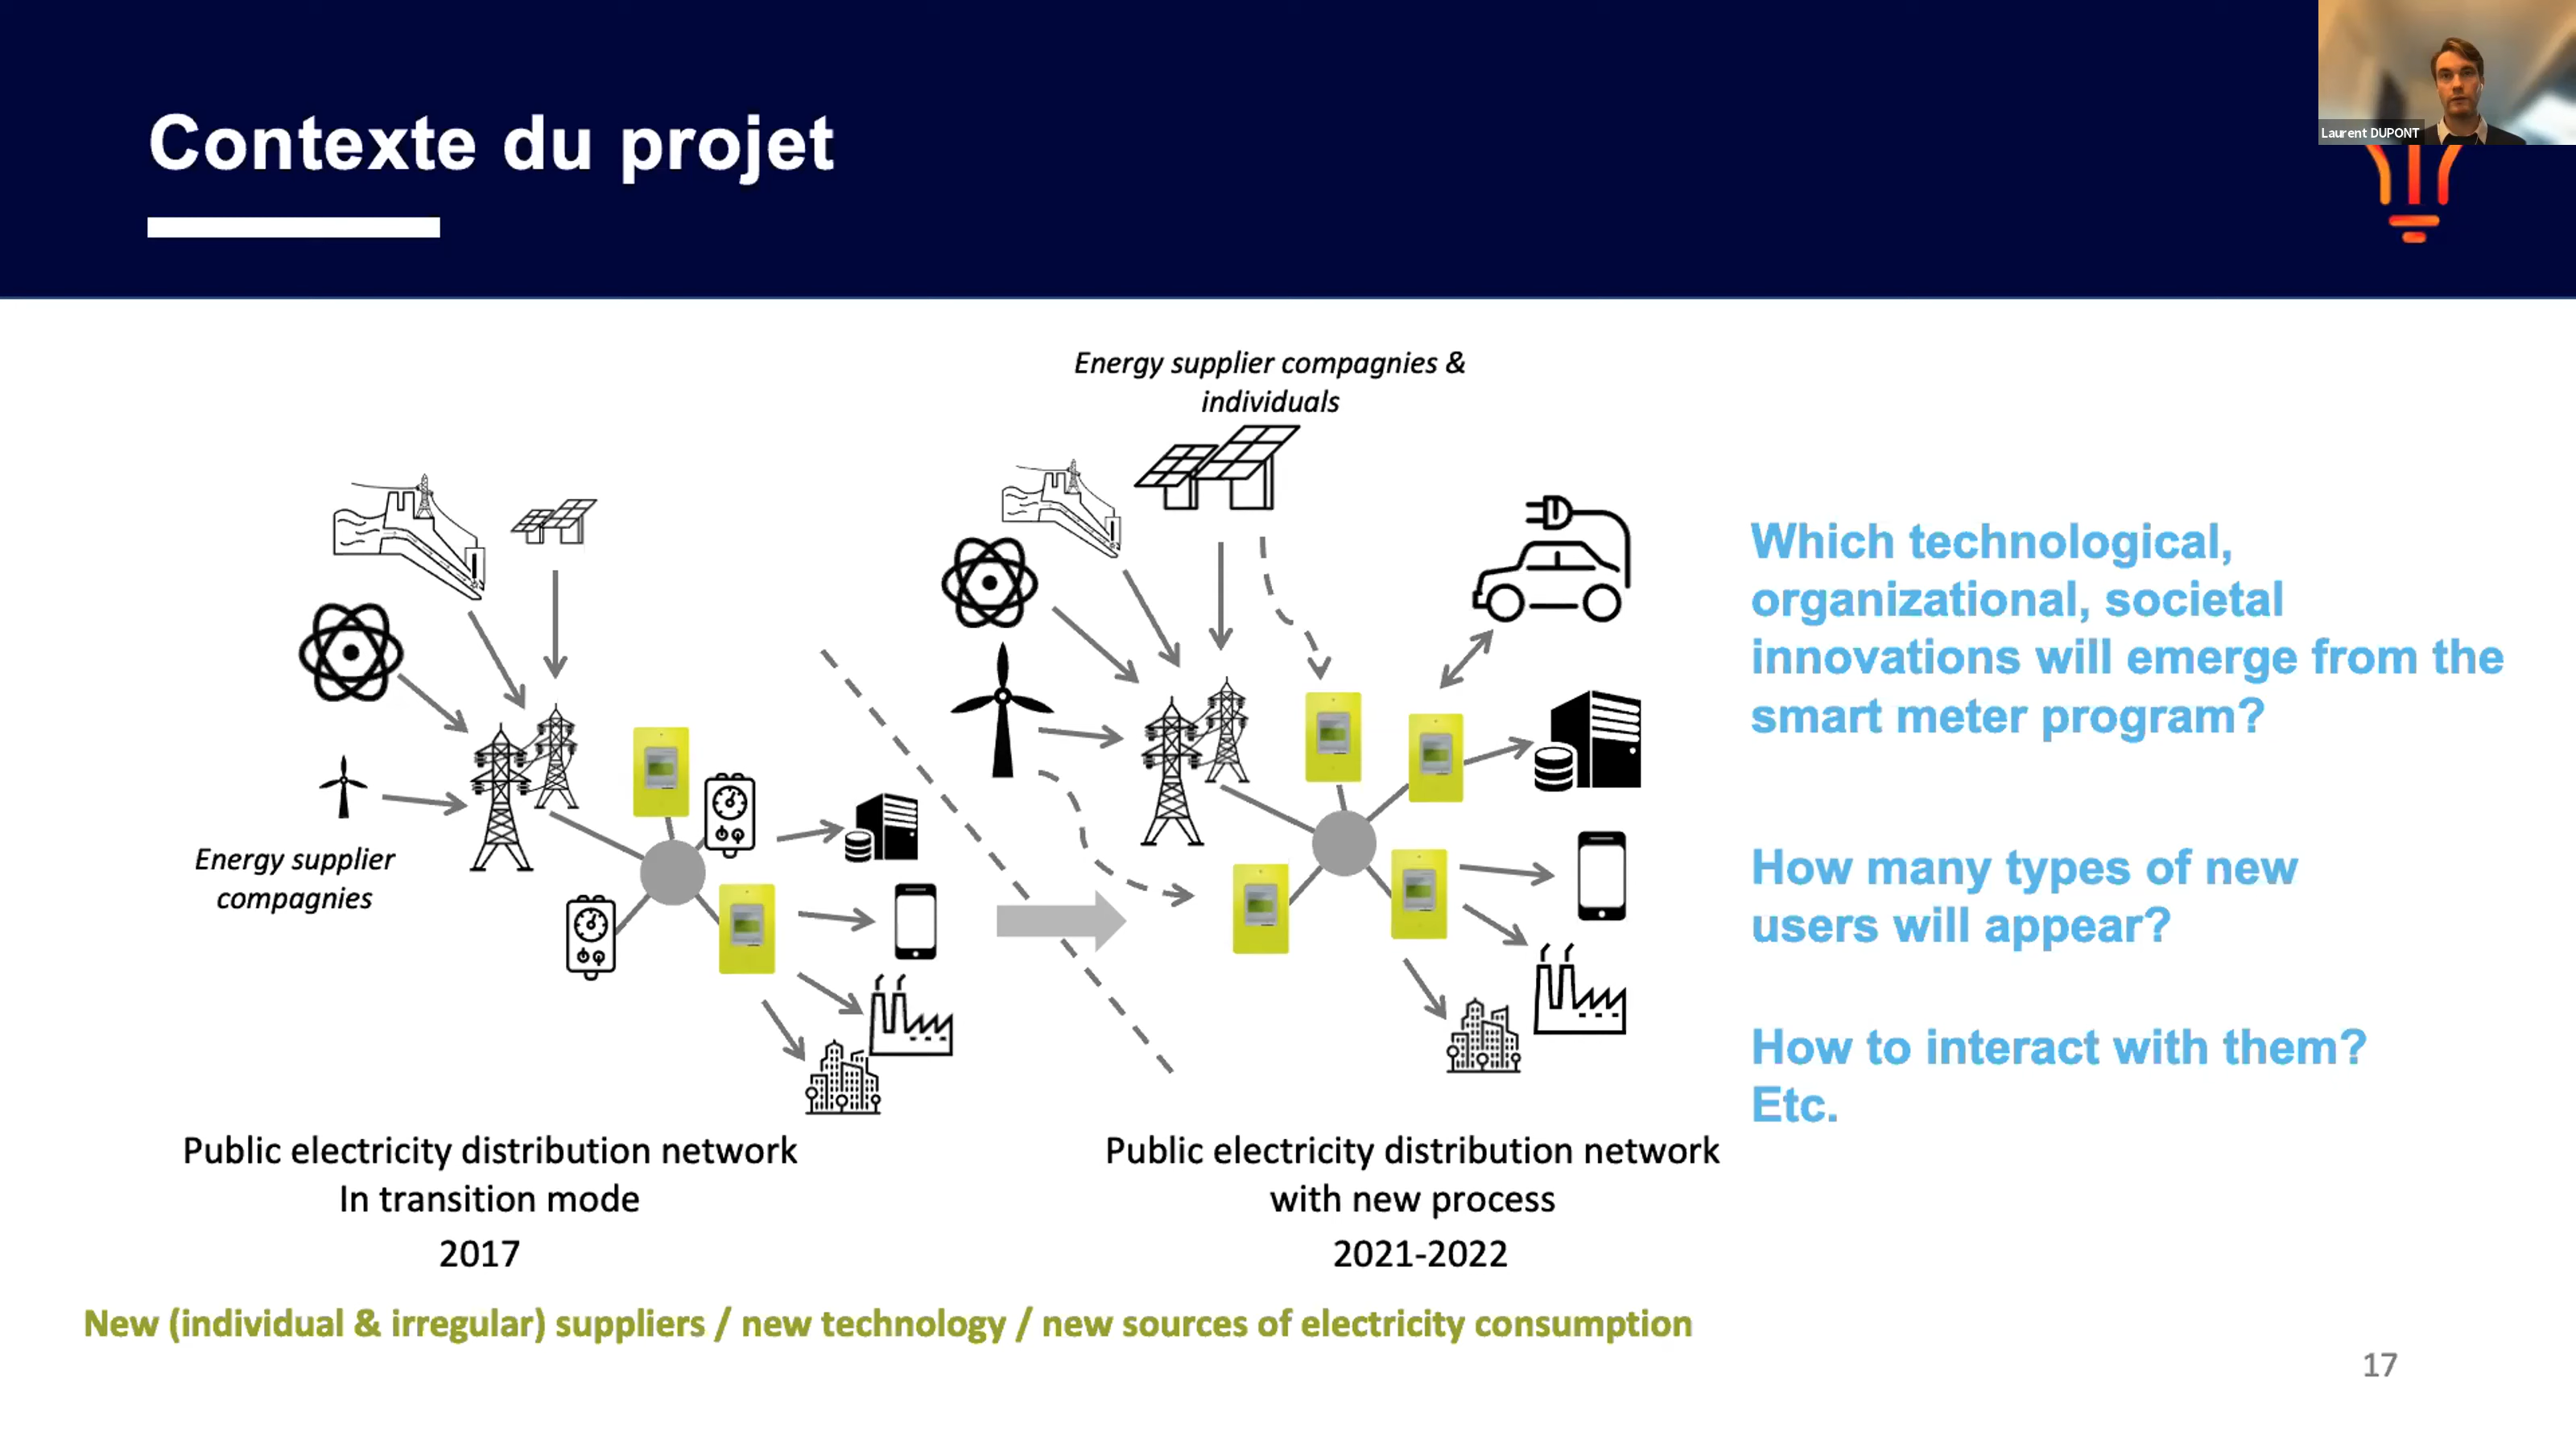 Contexte du projet
Laurent DUPONT
Energy supplier compagnies &
individuals
Energy supplier
compagnies
Which technological,
organizational, societal
innovations will emerge from the
smart meter program?
How many types of new
users will appear?
How to interact with them?
Etc.
Public electricity distribution network
In transition mode
2017
Public electricity distribution network
with new process
2021-2022
New (individual & irregular) suppliers / new technology / new sources of electricity consumption
17